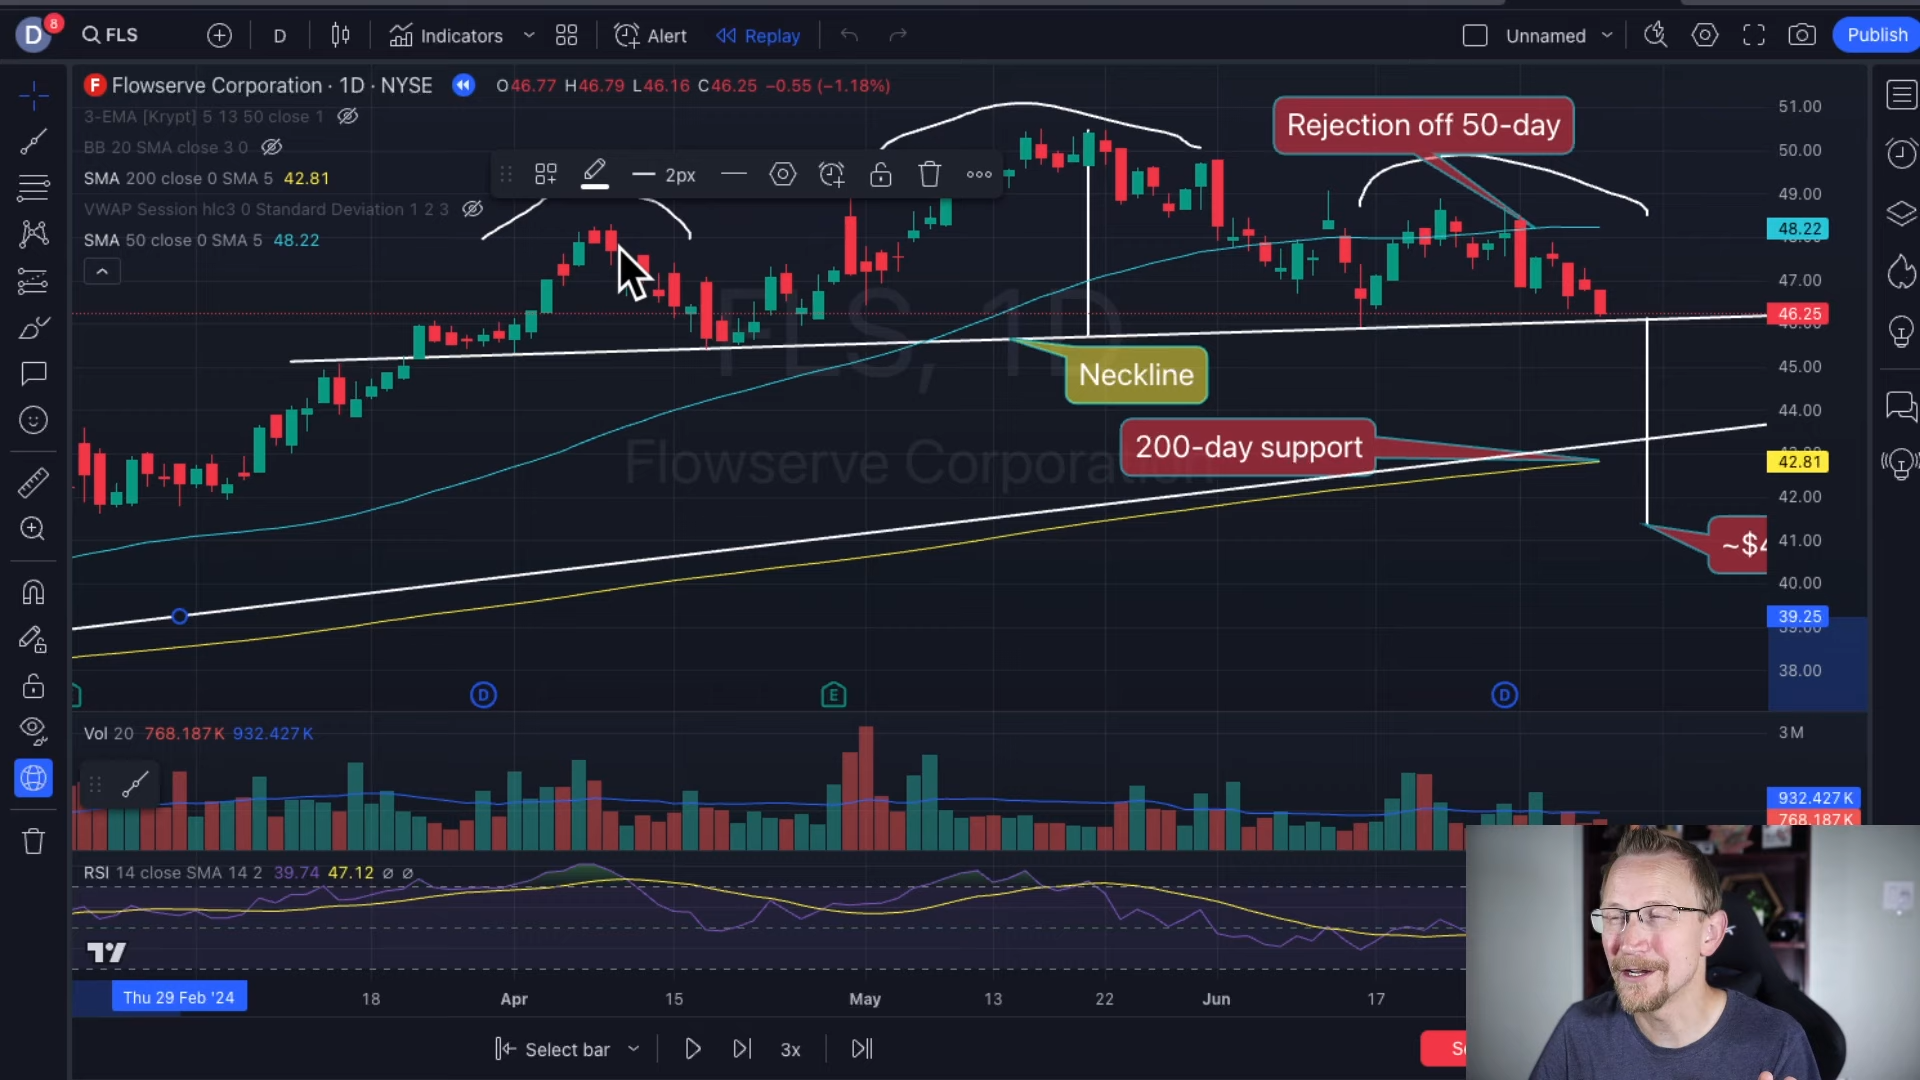 D 8 FLS D Indicators Alert Replay Unnamed Publish
F Flowserve Corporation · 1D · NYSE O46.77 H46.79 L46.16 C46.25 −0.55 (−1.18%)
3-EMA [Krypt] 5 13 50 close 1
BB 20 SMA close 3 0
SMA 200 close 0 SMA 5 42.81
VWAP Session hlc3 0 Standard Deviation 1 2 3
SMA 50 close 0 SMA 5 48.22
2px
Rejection off 50-day
Neckline
200-day support
~$4
FLS, 1D
Flowserve Corporation
51.00
50.00
49.00
48.22
47.00
46.25
45.00
44.00
42.81
42.00
41.00
40.00
39.25
38.00
D E D
Vol 20 768.187K 932.427K
3M
932.427K
768.187K
RSI 14 close SMA 14 2 39.74 47.12 ∅ ∅
Thu 29 Feb '24 18 Apr 15 May 13 22 Jun 17
Select bar 3x